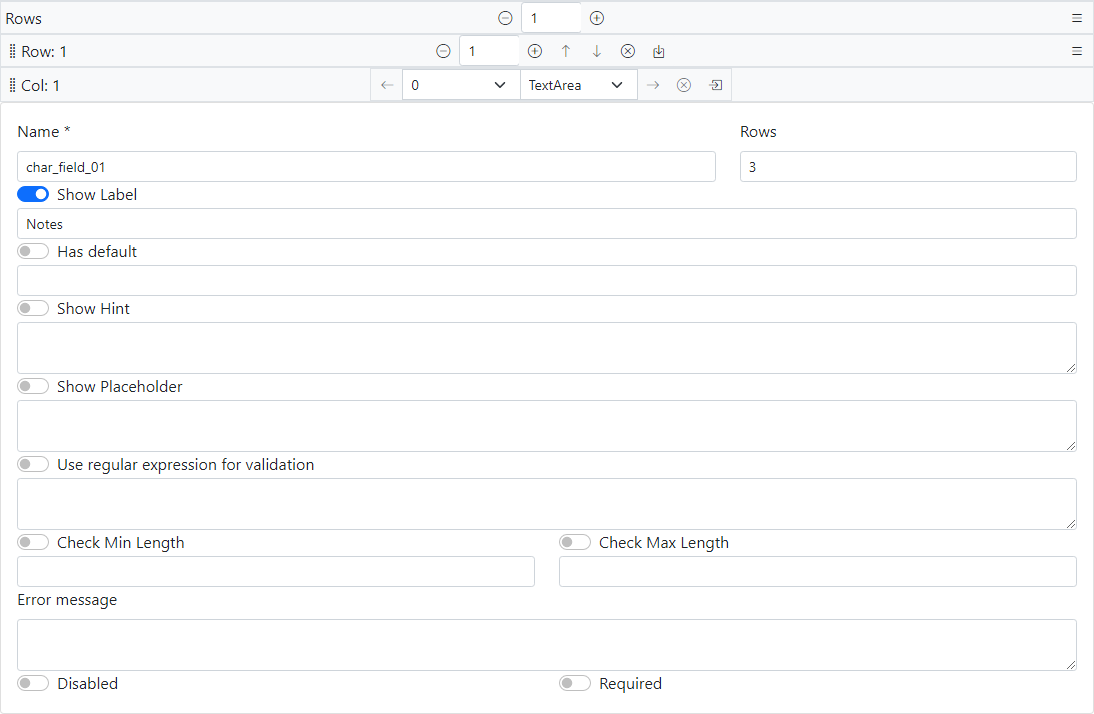 Rows 1
Row: 1 1
Col: 1 0 TextArea
Name * Rows
char_field_01 3
Show Label
Notes
Has default
Show Hint
Show Placeholder
Use regular expression for validation
Check Min Length Check Max Length
Error message
Disabled Required